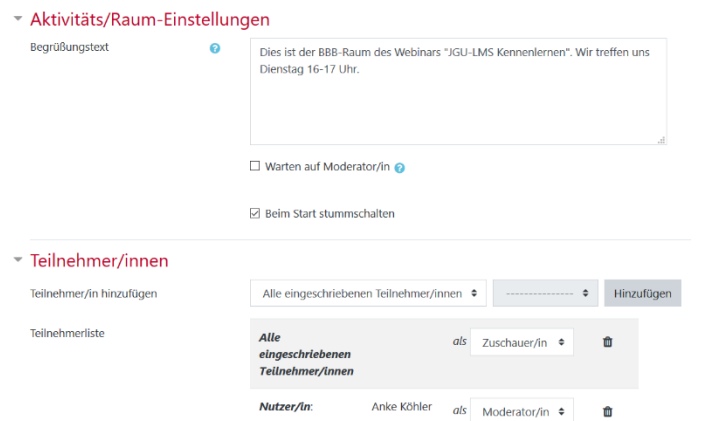 Aktivitäts/Raum-Einstellungen
Begrüßungstext
Dies ist der BBB-Raum des Webinars "JGU-LMS Kennenlernen". Wir treffen uns
Dienstag 16-17 Uhr.
Warten auf Moderator/in
Beim Start stummschalten
Teilnehmer/innen
Teilnehmer/in hinzufügen
Alle eingeschriebenen Teilnehmer/innen
--------------
Hinzufügen
Teilnehmerliste
Alle
eingeschriebenen
Teilnehmer/innen
als Zuschauer/in
Nutzer/in: Anke Köhler als Moderator/in